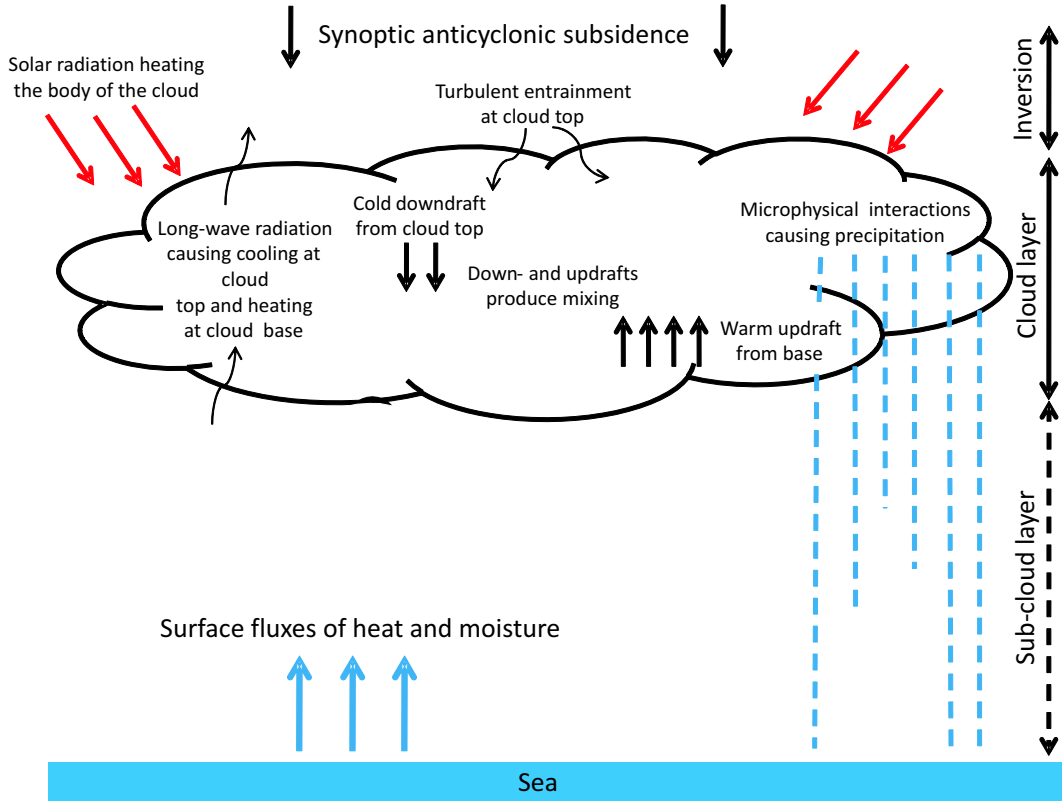 Synoptic anticyclonic subsidence
Solar radiation heating
the body of the cloud
Turbulent entrainment
at cloud top
Inversion
Cold downdraft
from cloud top
Microphysical interactions
causing precipitation
Long-wave radiation
causing cooling at
cloud
top and heating
at cloud base
Down- and updrafts
produce mixing
Cloud layer
Warm updraft
from base
Sub-cloud layer
Surface fluxes of heat and moisture
Sea